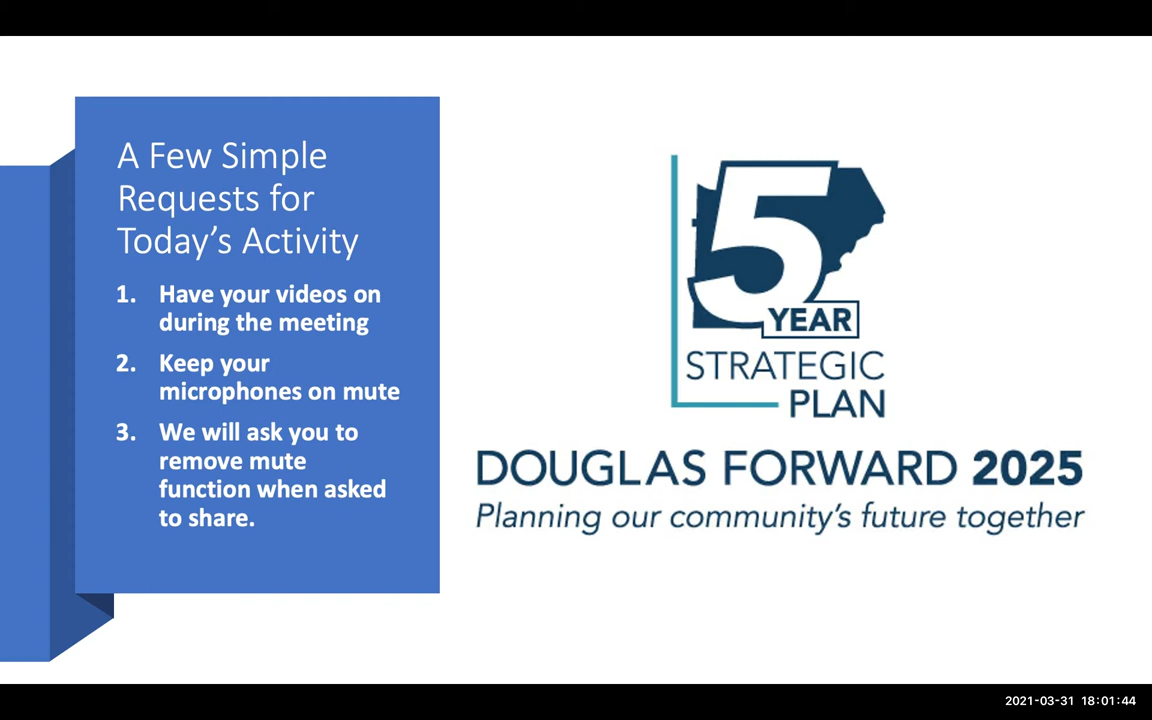 A Few Simple
Requests for
Today's Activity
1. Have your videos on
during the meeting
2. Keep your
microphones on mute
3. We will ask you to
remove mute
function when asked
to share.
5
YEAR
STRATEGIC
PLAN
DOUGLAS FORWARD 2025
Planning our community's future together
2021-03-31 18:01:44